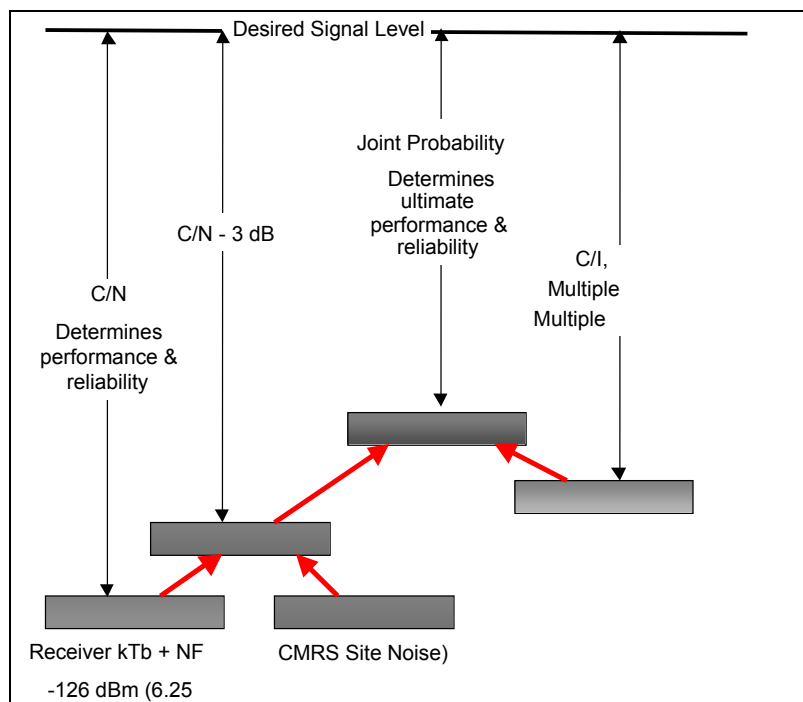 Desired Signal Level
Joint Probability
Determines
ultimate
performance &
reliability
C/N - 3 dB
C/I,
Multiple
Multiple
C/N
Determines
performance &
reliability
Receiver kTb + NF
CMRS Site Noise)
-126 dBm (6.25